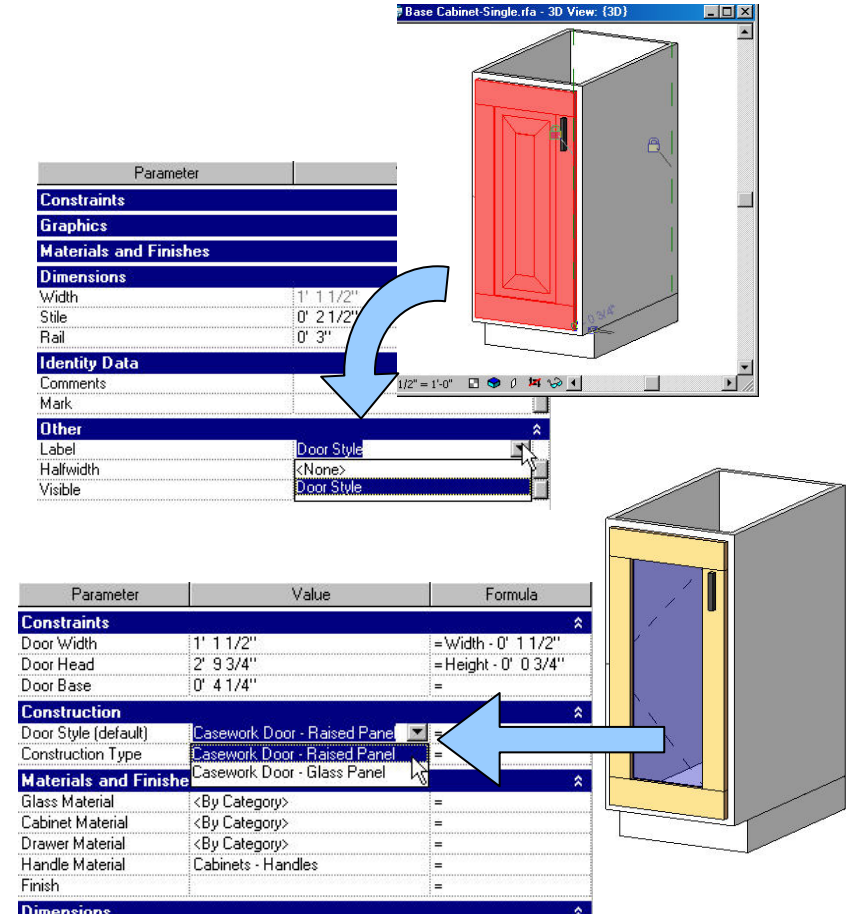 Base Cabinet-Single.rfa - 3D View: {3D}
0' 3/4"
1/2" = 1'-0"
Parameter
Constraints
Graphics
Materials and Finishes
Dimensions
Width 1' 1 1/2"
Stile 0' 2 1/2"
Rail 0' 3"
Identity Data
Comments
Mark
Other
Label Door Style
Halfwidth <None>
Visible Door Style
Parameter Value Formula
Constraints
Door Width 1' 1 1/2" =Width - 0' 1 1/2"
Door Head 2' 9 3/4" =Height - 0' 0 3/4"
Door Base 0' 4 1/4" =
Construction
Door Style (default) Casework Door - Raised Panel =
Construction Type Casework Door - Raised Panel =
Casework Door - Glass Panel
Materials and Finishe
Glass Material <By Category> =
Cabinet Material <By Category> =
Drawer Material <By Category> =
Handle Material Cabinets - Handles =
Finish =
Dimensions